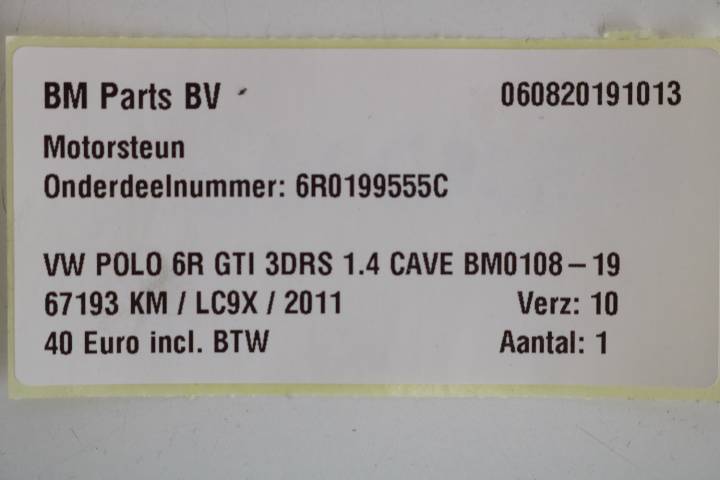 BM Parts BV 060820191013
Motorsteun
Onderdeelnummer: 6R0199555C
VW POLO 6R GTI 3DRS 1.4 CAVE BM0108-19
67193 KM / LC9X / 2011 Verz: 10
40 Euro incl. BTW Aantal: 1